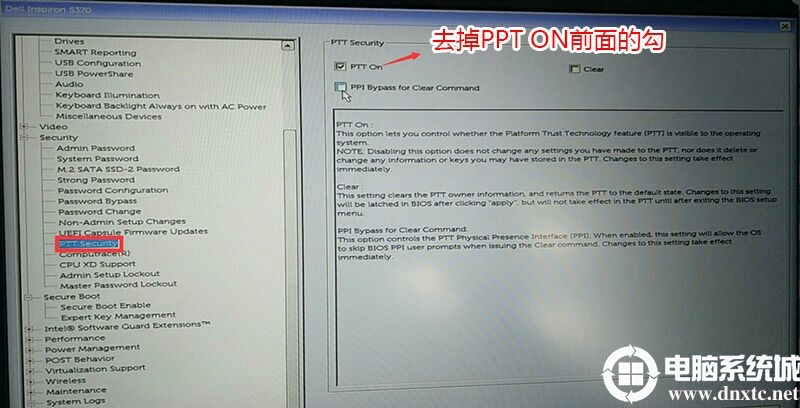 Dell Inspiron 5370
Drives
SMART Reporting
USB Configuration
USB PowerShare
Audio
Keyboard Illumination
Keyboard Backlight Always on with AC Power
Miscellaneous Devices
Video
Security
Admin Password
System Password
M.2 SATA SSD-2 Password
Strong Password
Password Configuration
Password Bypass
Password Change
Non-Admin Setup Changes
UEFI Capsule Firmware Updates
PTT Security
Computrace(R)
CPU XD Support
Admin Setup Lockout
Master Password Lockout
Secure Boot
Secure Boot Enable
Expert Key Management
Intel® Software Guard Extensions™
Performance
Power Management
POST Behavior
Virtualization Support
Wireless
Maintenance
System Logs
PTT Security
去掉PPT ON前面的勾
PTT On
Clear
PPI Bypass for Clear Command
PTT On :
This option lets you control whether the Platform Trust Technology feature (PTT) is visible to the operating
system.
NOTE: Disabling this option does not change any settings you have made to the PTT, nor does it delete or
change any information or keys you may have stored in the PTT. Changes to this setting take effect
immediately.
Clear :
This setting clears the PTT owner information, and returns the PTT to the default state. Changes to this setting
will be latched in BIOS after clicking "apply", but will not take effect in the PTT until after exiting the BIOS setup
menu.
PPI Bypass for Clear Command:
This option controls the PTT Physical Presence Interface (PPI). When enabled, this setting will allow the OS
to skip BIOS PPI user prompts when issuing the Clear command. Changes to this setting take effect
immediately.
电脑系统城
www.dnxtc.net